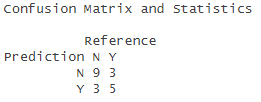 Confusion Matrix and Statistics
Reference
Prediction N Y
N 9 3
Y 3 5